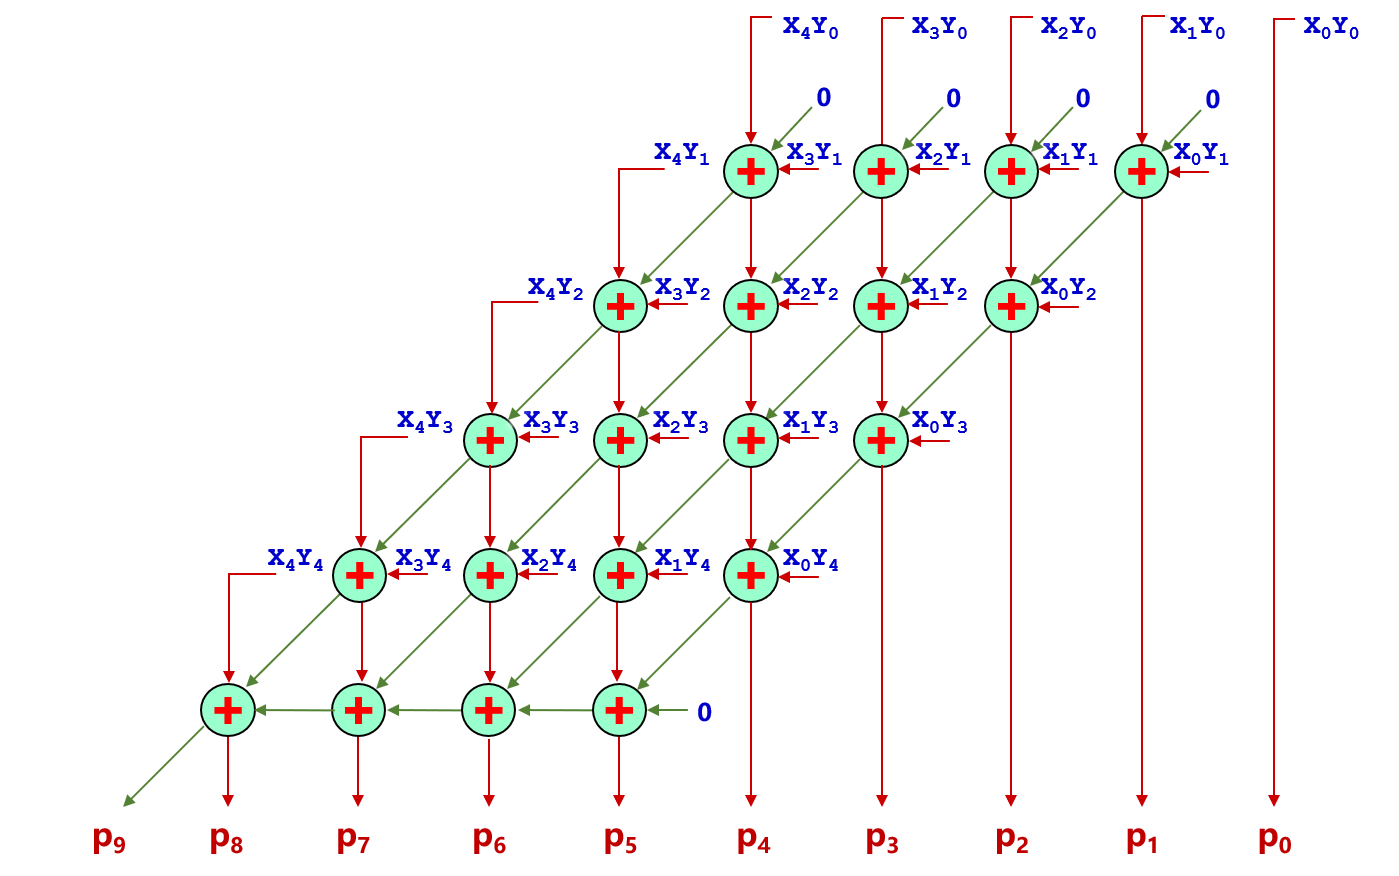 X₄Y₀ X₃Y₀ X₂Y₀ X₁Y₀ X₀Y₀
0 0 0 0
X₄Y₁ X₃Y₁ X₂Y₁ X₁Y₁ X₀Y₁
+ + + +
X₄Y₂ X₃Y₂ X₂Y₂ X₁Y₂ X₀Y₂
+ + + +
X₄Y₃ X₃Y₃ X₂Y₃ X₁Y₃ X₀Y₃
+ + + +
X₄Y₄ X₃Y₄ X₂Y₄ X₁Y₄ X₀Y₄
+ + + +
+ + + + 0
p₉ p₈ p₇ p₆ p₅ p₄ p₃ p₂ p₁ p₀